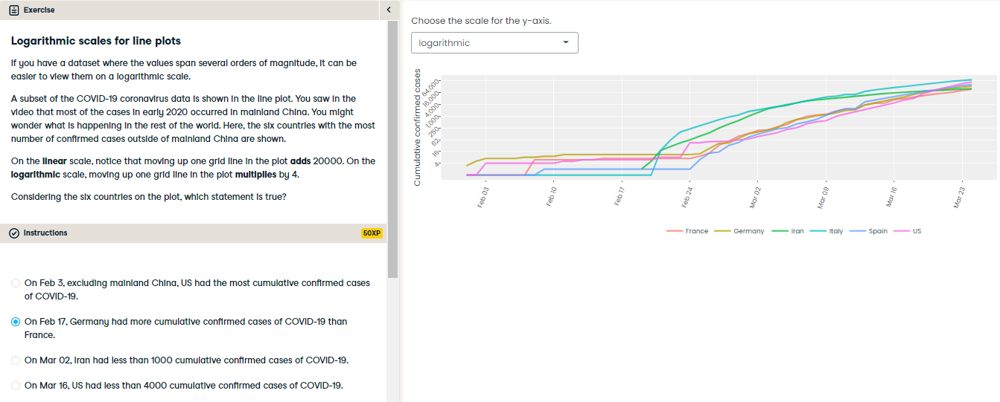 Exercise
Logarithmic scales for line plots
If you have a dataset where the values span several orders of magnitude, it can be
easier to view them on a logarithmic scale.
A subset of the COVID-19 coronavirus data is shown in the line plot. You saw in the
video that most of the cases in early 2020 occurred in mainland China. You might
wonder what is happening in the rest of the world. Here, the six countries with the most
number of confirmed cases outside of mainland China are shown.
On the linear scale, notice that moving up one grid line in the plot adds 20000. On the
logarithmic scale, moving up one grid line in the plot multiplies by 4.
Considering the six countries on the plot, which statement is true?
Instructions
50XP
On Feb 3, excluding mainland China, US had the most cumulative confirmed cases
of COVID-19.
On Feb 17, Germany had more cumulative confirmed cases of COVID-19 than
France.
On Mar 02, Iran had less than 1000 cumulative confirmed cases of COVID-19.
On Mar 16, US had less than 4000 cumulative confirmed cases of COVID-19.
Choose the scale for the y-axis.
logarithmic
Cumulative confirmed cases
64,000
16,000
4,000
1,000
250
62
16
4
Feb 03
Feb 10
Feb 17
Feb 24
Mar 02
Mar 09
Mar 16
Mar 23
France
Germany
Iran
Italy
Spain
US